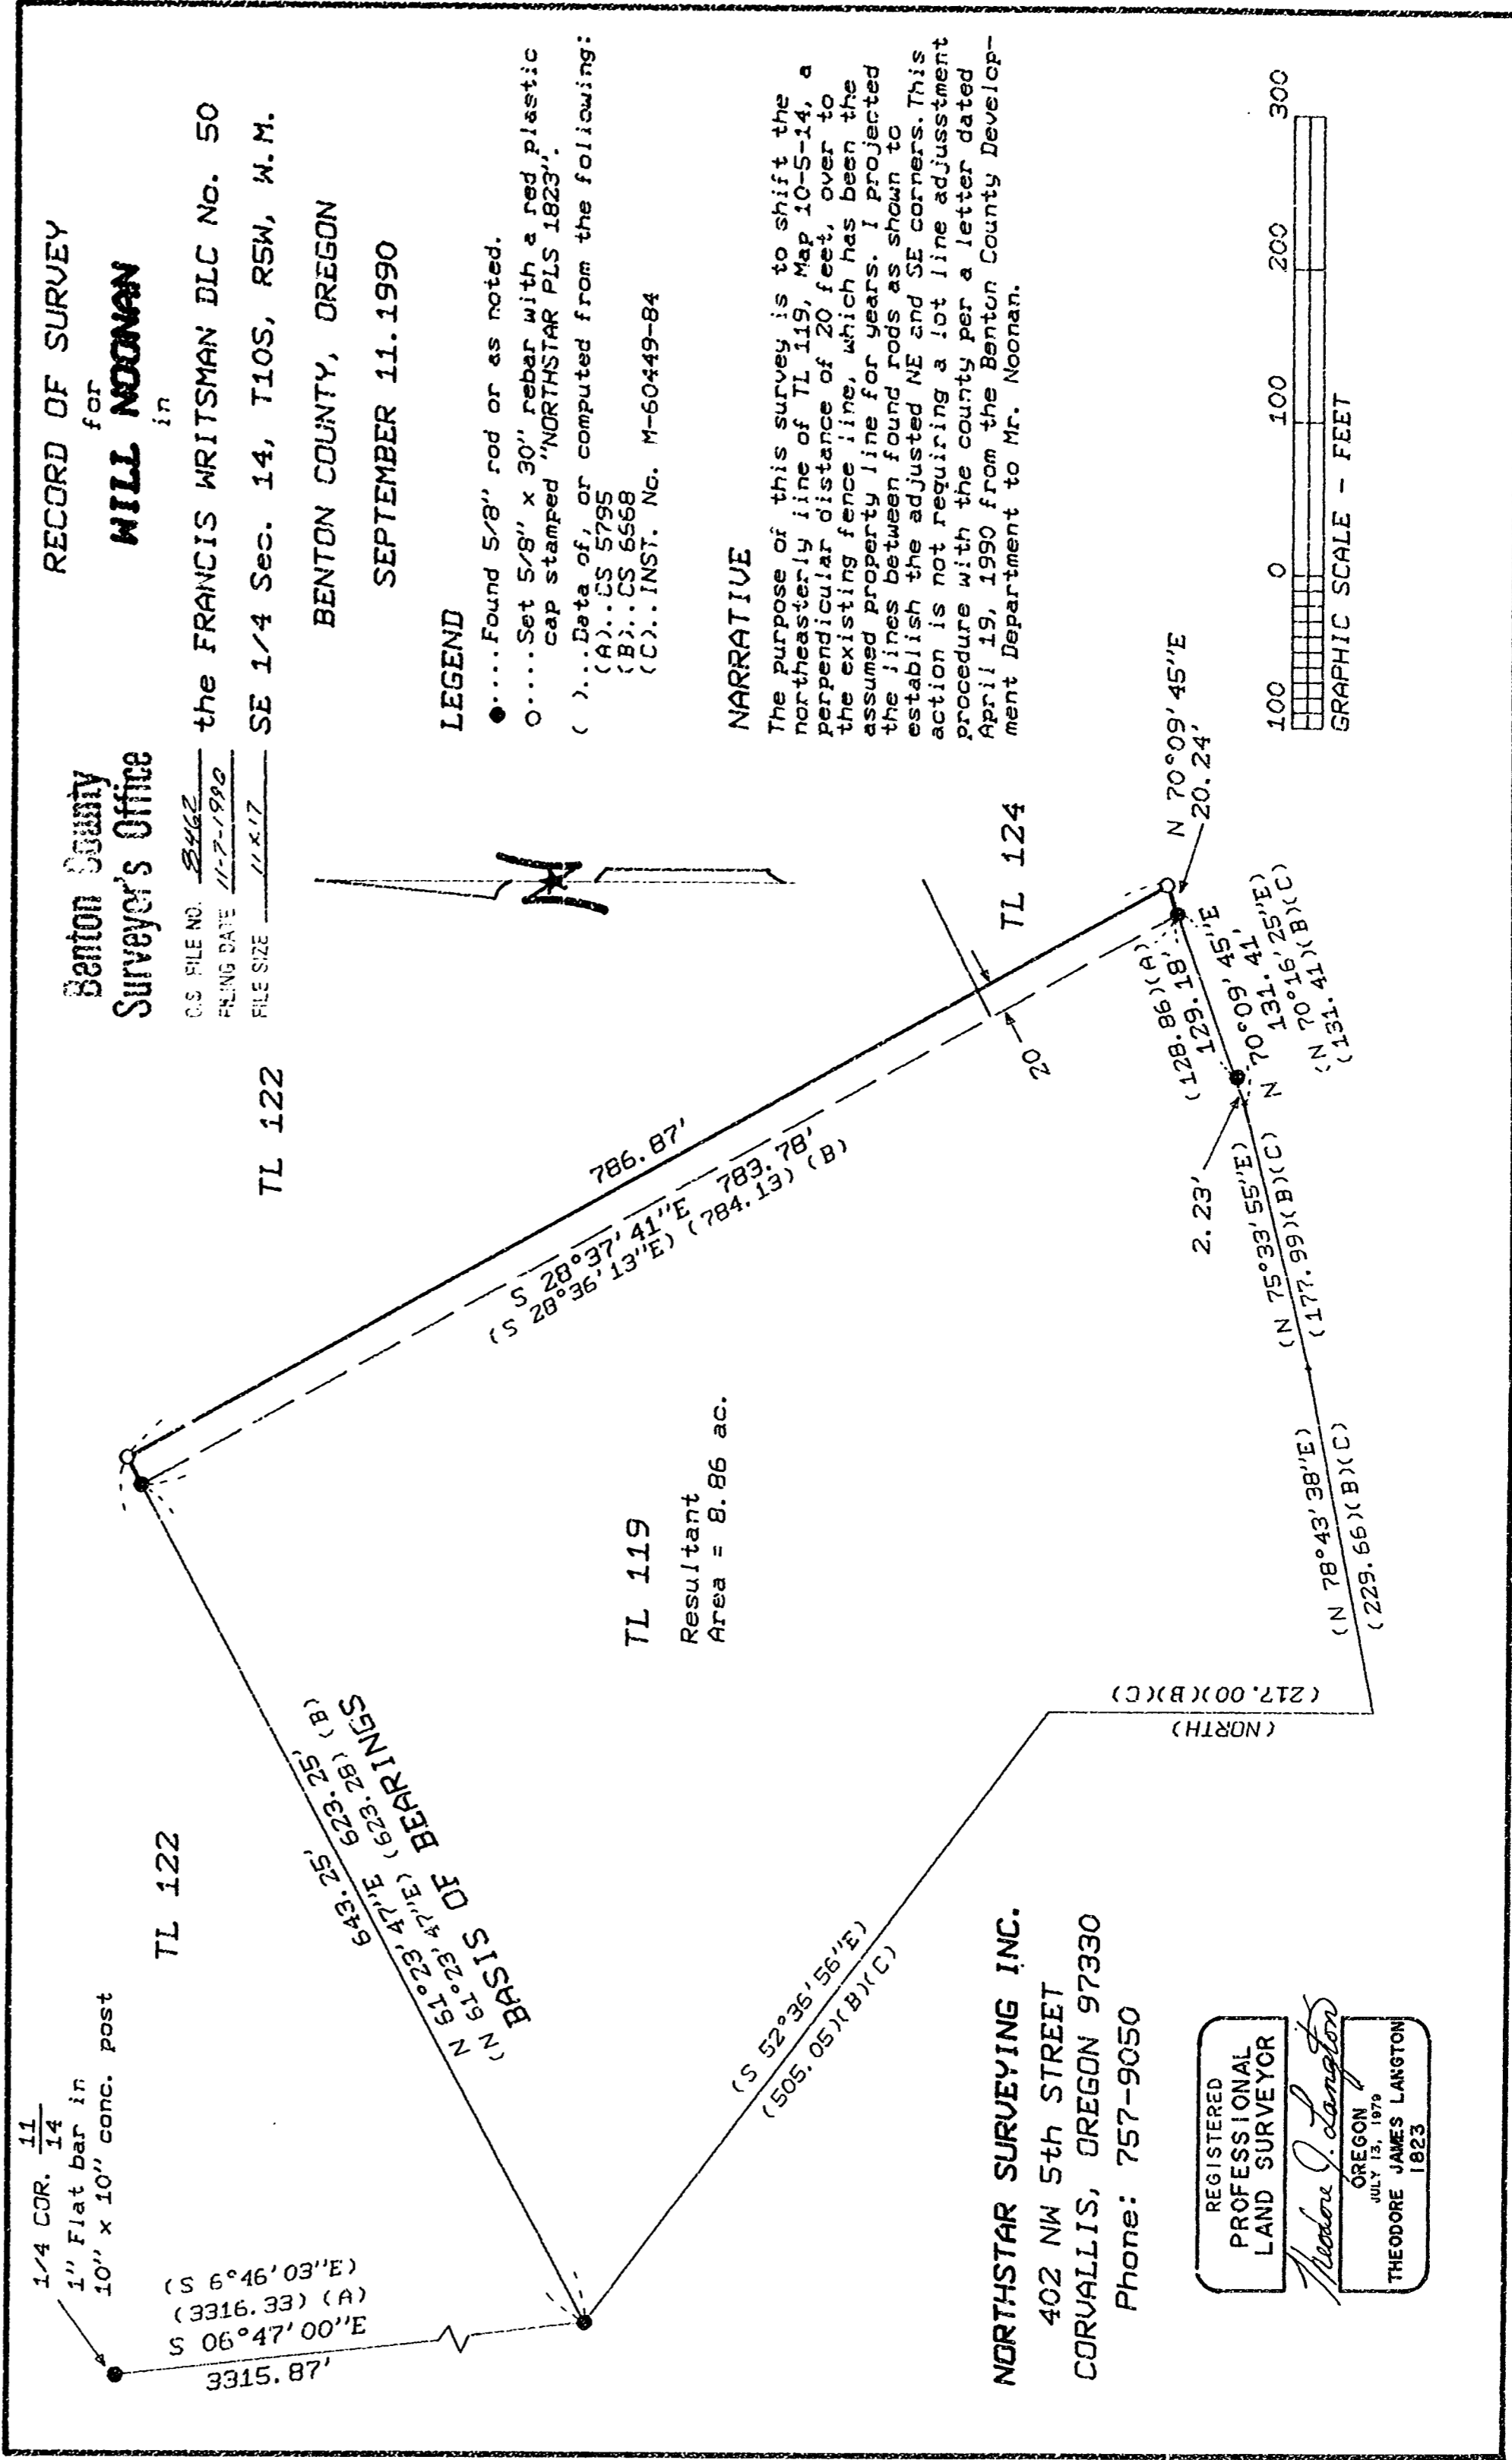 RECORD OF SURVEY
for
WILL NOONAN
in
the FRANCIS WRITSMAN DLC No. 50
SE 1/4 Sec. 14, T10S, R5W, W.M.
BENTON COUNTY, OREGON
SEPTEMBER 11.1990
Benton County
Surveyor's Office
C.S. FILE NO. 8462
FILING DATE 11-7-1990
FILE SIZE 11x17
LEGEND
●....Found 5/8" rod or as noted.
○....Set 5/8" x 30" rebar with a red plastic
cap stamped "NORTHSTAR PLS 1823".
( )...Data of, or computed from the following:
(A)..CS 5795
(B)..CS 6568
(C)..INST. No. M-60449-84
NARRATIVE
The purpose of this survey is to shift the
northeasterly line of TL 119, Map 10-5-14, a
perpendicular distance of 20 feet, over to
the existing fence line, which has been the
assumed property line for years. I projected
the lines between found rods as shown to
establish the adjusted NE and SE corners. This
action is not requiring a lot line adjusstment
procedure with the county per a letter dated
April 19, 1990 from the Benton County Develop-
ment Department to Mr. Noonan.
100 0 100 200 300
GRAPHIC SCALE - FEET
1/4 COR. 11
14
1" Flat bar in
10" x 10" conc. post
(S 6°46'03"E)
(3316.33) (A)
S 06°47'00"E
3315.87'
TL 122
643.25'
N 61°23'47"E 623.25'
(N 61°23'47"E) (623.28) (B)
BASIS OF BEARINGS
TL 122
786.87'
S 28°37'41"E 783.78'
(S 28°36'13"E) (784.13) (B)
20
TL 124
TL 119
Resultant
Area = 8.86 ac.
N 70°09'45"E
20.24'
(128.86)(A)
129.18'
N 70°09'45"E
131.41'
(N 70°16'25"E)
(131.41)(B)(C)
2.23'
(N 75°33'55"E)
(177.99)(B)(C)
(N 78°43'38"E)
(229.66)(B)(C)
(NORTH)
(217.00)(B)(C)
(S 52°36'56"E)
(505.05)(B)(C)
NORTHSTAR SURVEYING INC.
402 NW 5th STREET
CORVALLIS, OREGON 97330
Phone: 757-9050
REGISTERED
PROFESSIONAL
LAND SURVEYOR
Theodore J. Langton
OREGON
JULY 13, 1979
THEODORE JAMES LANGTON
1823